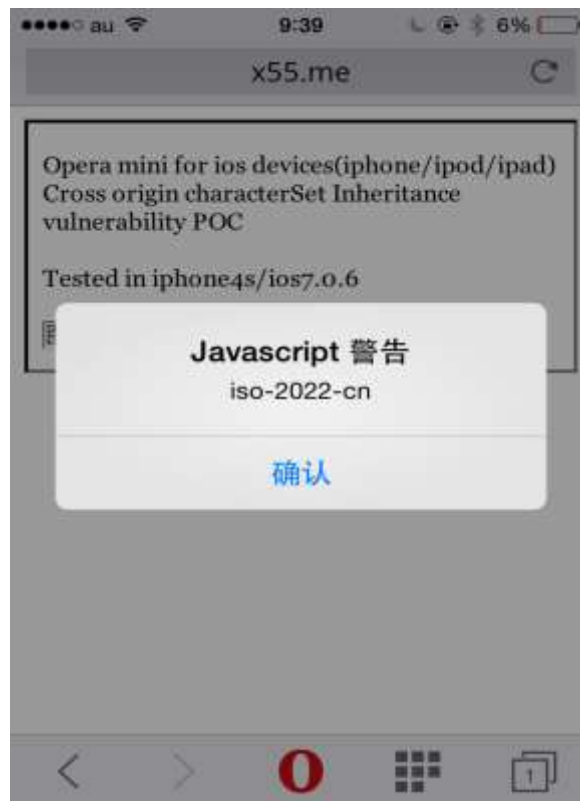 au 9:39 6%
x55.me
Opera mini for ios devices(iphone/ipod/ipad)
Cross origin characterSet Inheritance
vulnerability POC
Tested in iphone4s/ios7.0.6
Javascript 警告
iso-2022-cn
确认
1